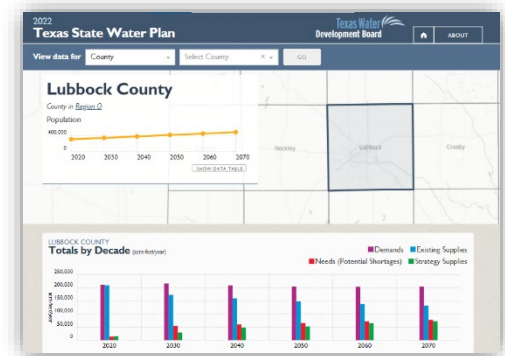 2022
Texas State Water Plan
Texas Water
Development Board
ABOUT
View data for
County
Select County
×
GO
Lubbock County
County in Region O
Population
400,000
0
2020 2030 2040 2050 2060 2070
SHOW DATA TABLE
Hockley
Lubbock
Crosby
LUBBOCK COUNTY
Totals by Decade (acre-feet/year)
Demands Existing Supplies
Needs (Potential Shortages) Strategy Supplies
250,000
200,000
150,000
100,000
50,000
0
acre-feet/year
2020 2030 2040 2050 2060 2070